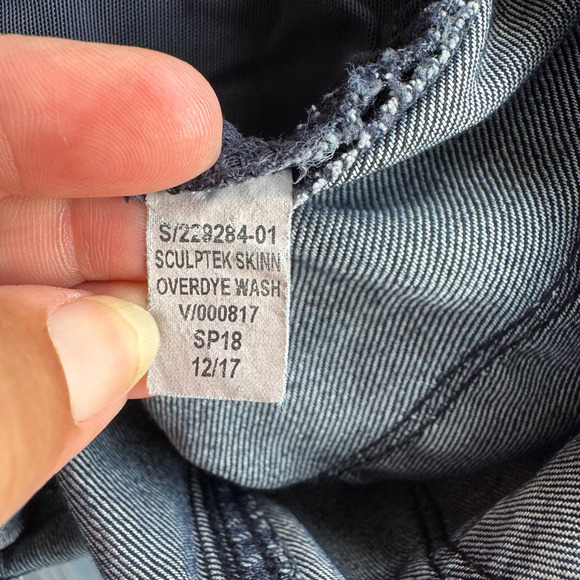 S/229284-01
SCULPTEK SKINN
OVERDYE WASH
V/000817
SP18
12/17